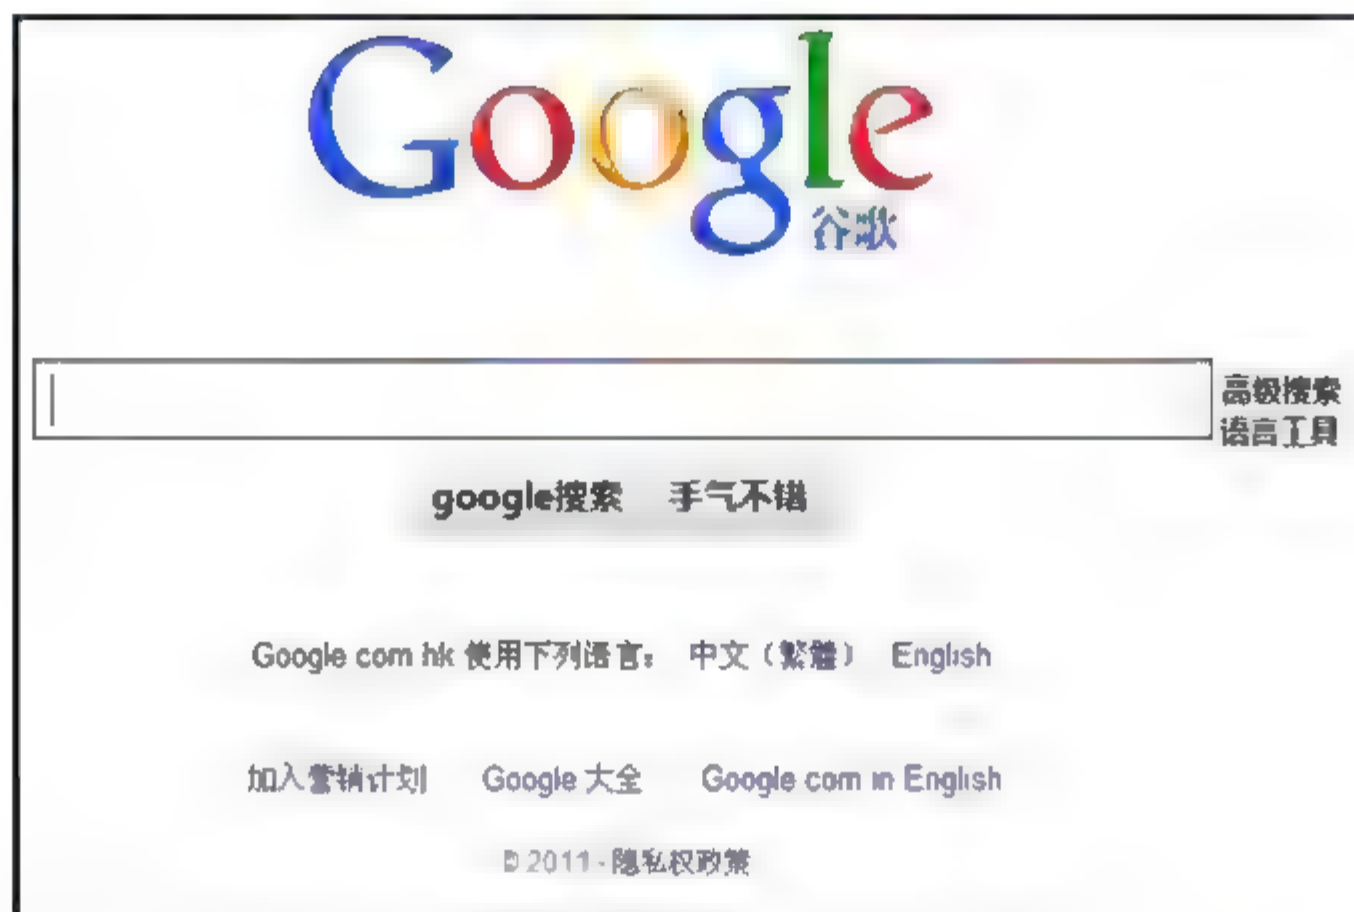 Google
谷歌
高级搜索
语言工具
google搜索 手气不错
Google com hk 使用下列语言： 中文（繁體） English
加入营销计划 Google 大全 Google com in English
© 2011 - 隐私权政策